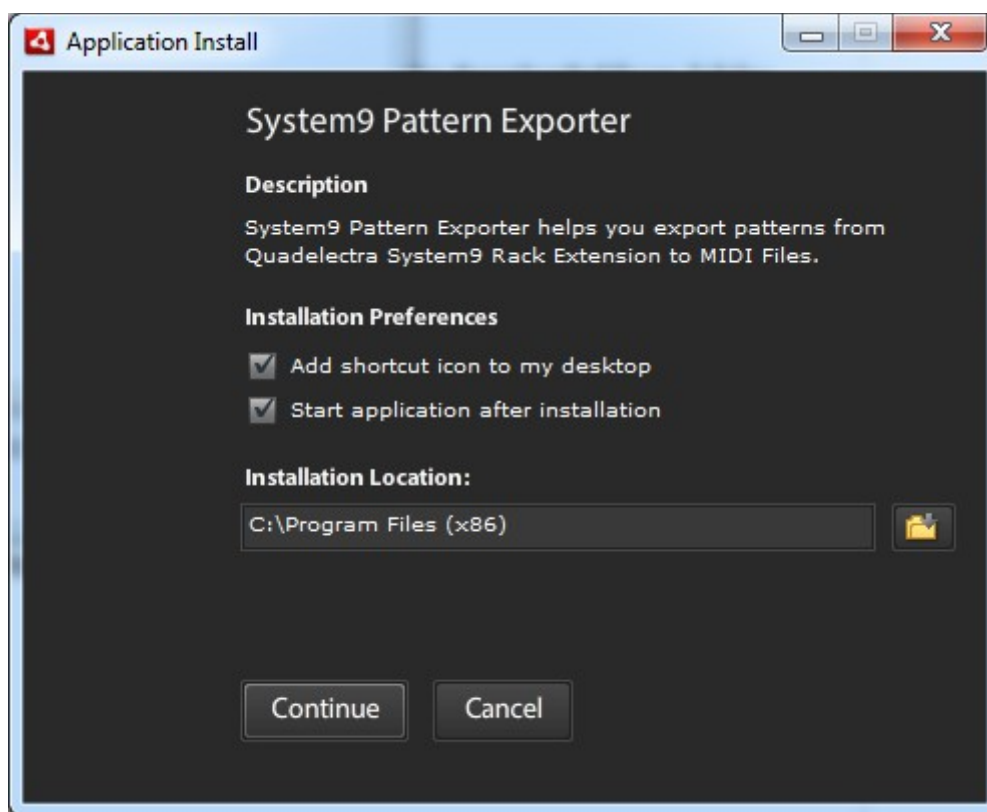 Application Install
System9 Pattern Exporter
Description
System9 Pattern Exporter helps you export patterns from
Quadelectra System9 Rack Extension to MIDI Files.
Installation Preferences
Add shortcut icon to my desktop
Start application after installation
Installation Location:
C:\Program Files (x86)
Continue Cancel